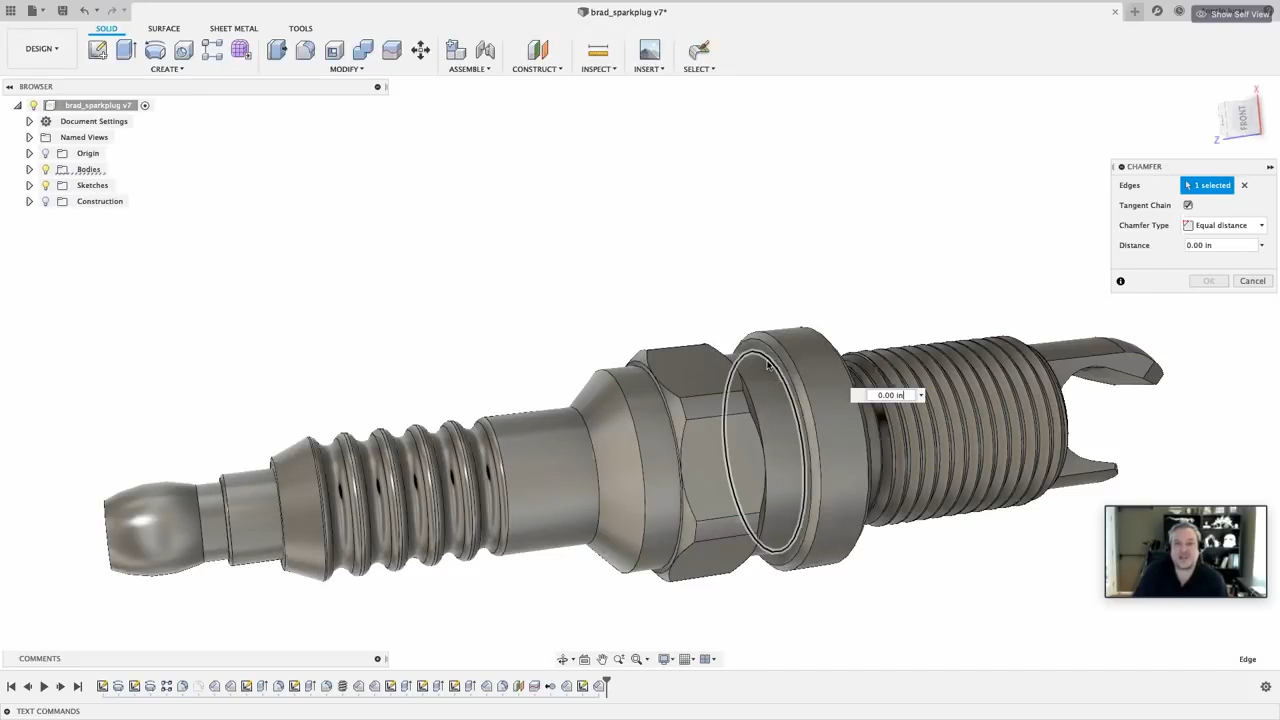 brad_sparkplug v7*
Show Self View
DESIGN
SOLID
SURFACE
SHEET METAL
TOOLS
CREATE
MODIFY
ASSEMBLE
CONSTRUCT
INSPECT
INSERT
SELECT
BROWSER
brad_sparkplug v7
Document Settings
Named Views
Origin
Bodies
Sketches
Construction
X
FRONT
Z
CHAMFER
Edges 1 selected
Tangent Chain
Chamfer Type Equal distance
Distance 0.00 in
OK Cancel
0.00 in
COMMENTS
Edge
TEXT COMMANDS